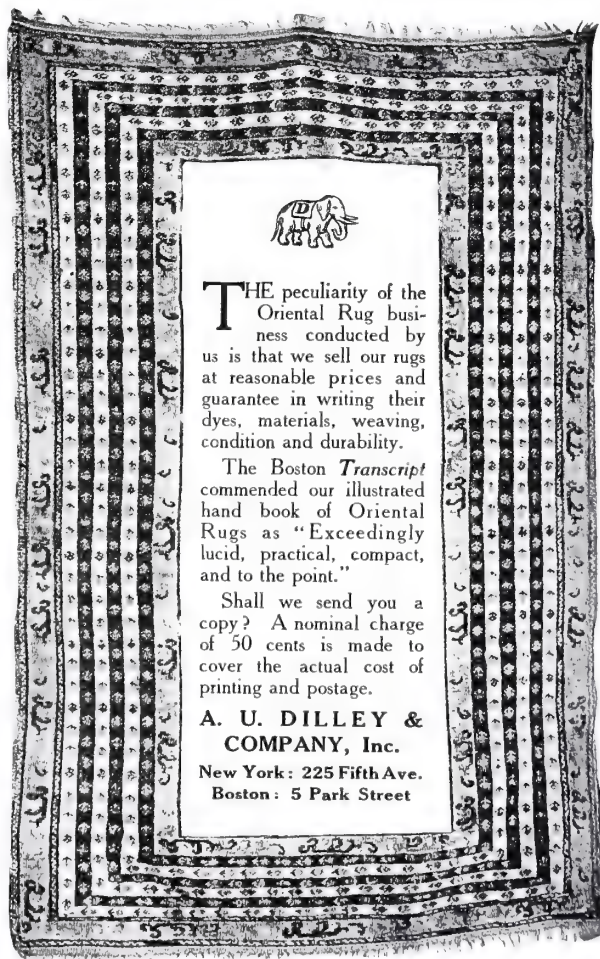 D
THE peculiarity of the
Oriental Rug busi-
ness conducted by
us is that we sell our rugs
at reasonable prices and
guarantee in writing their
dyes, materials, weaving,
condition and durability.
The Boston Transcript
commended our illustrated
hand book of Oriental
Rugs as "Exceedingly
lucid, practical, compact,
and to the point."
Shall we send you a
copy? A nominal charge
of 50 cents is made to
cover the actual cost of
printing and postage.
A. U. DILLEY &
COMPANY, Inc.
New York: 225 Fifth Ave.
Boston: 5 Park Street